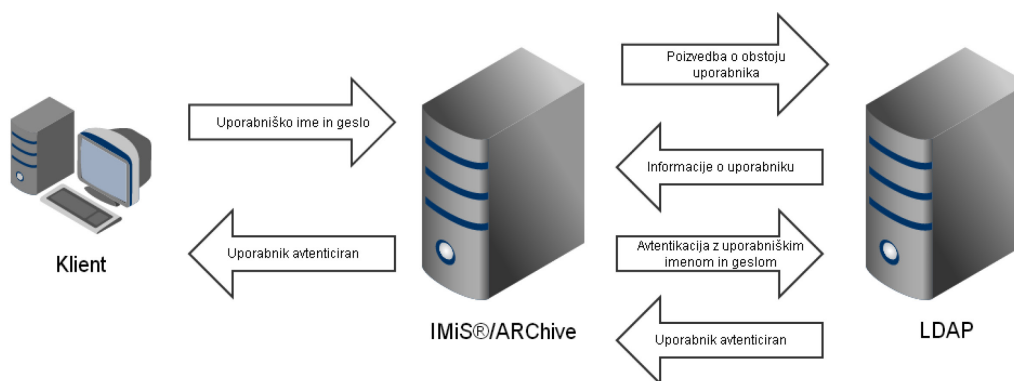 Poizvedba o obstoju
uporabnika
Uporabniško ime in geslo
Informacije o uporabniku
Uporabnik avtenticiran
Avtentikacija z uporabniškim
imenom in geslom
Uporabnik avtenticiran
Klient
IMiS®/ARChive
LDAP